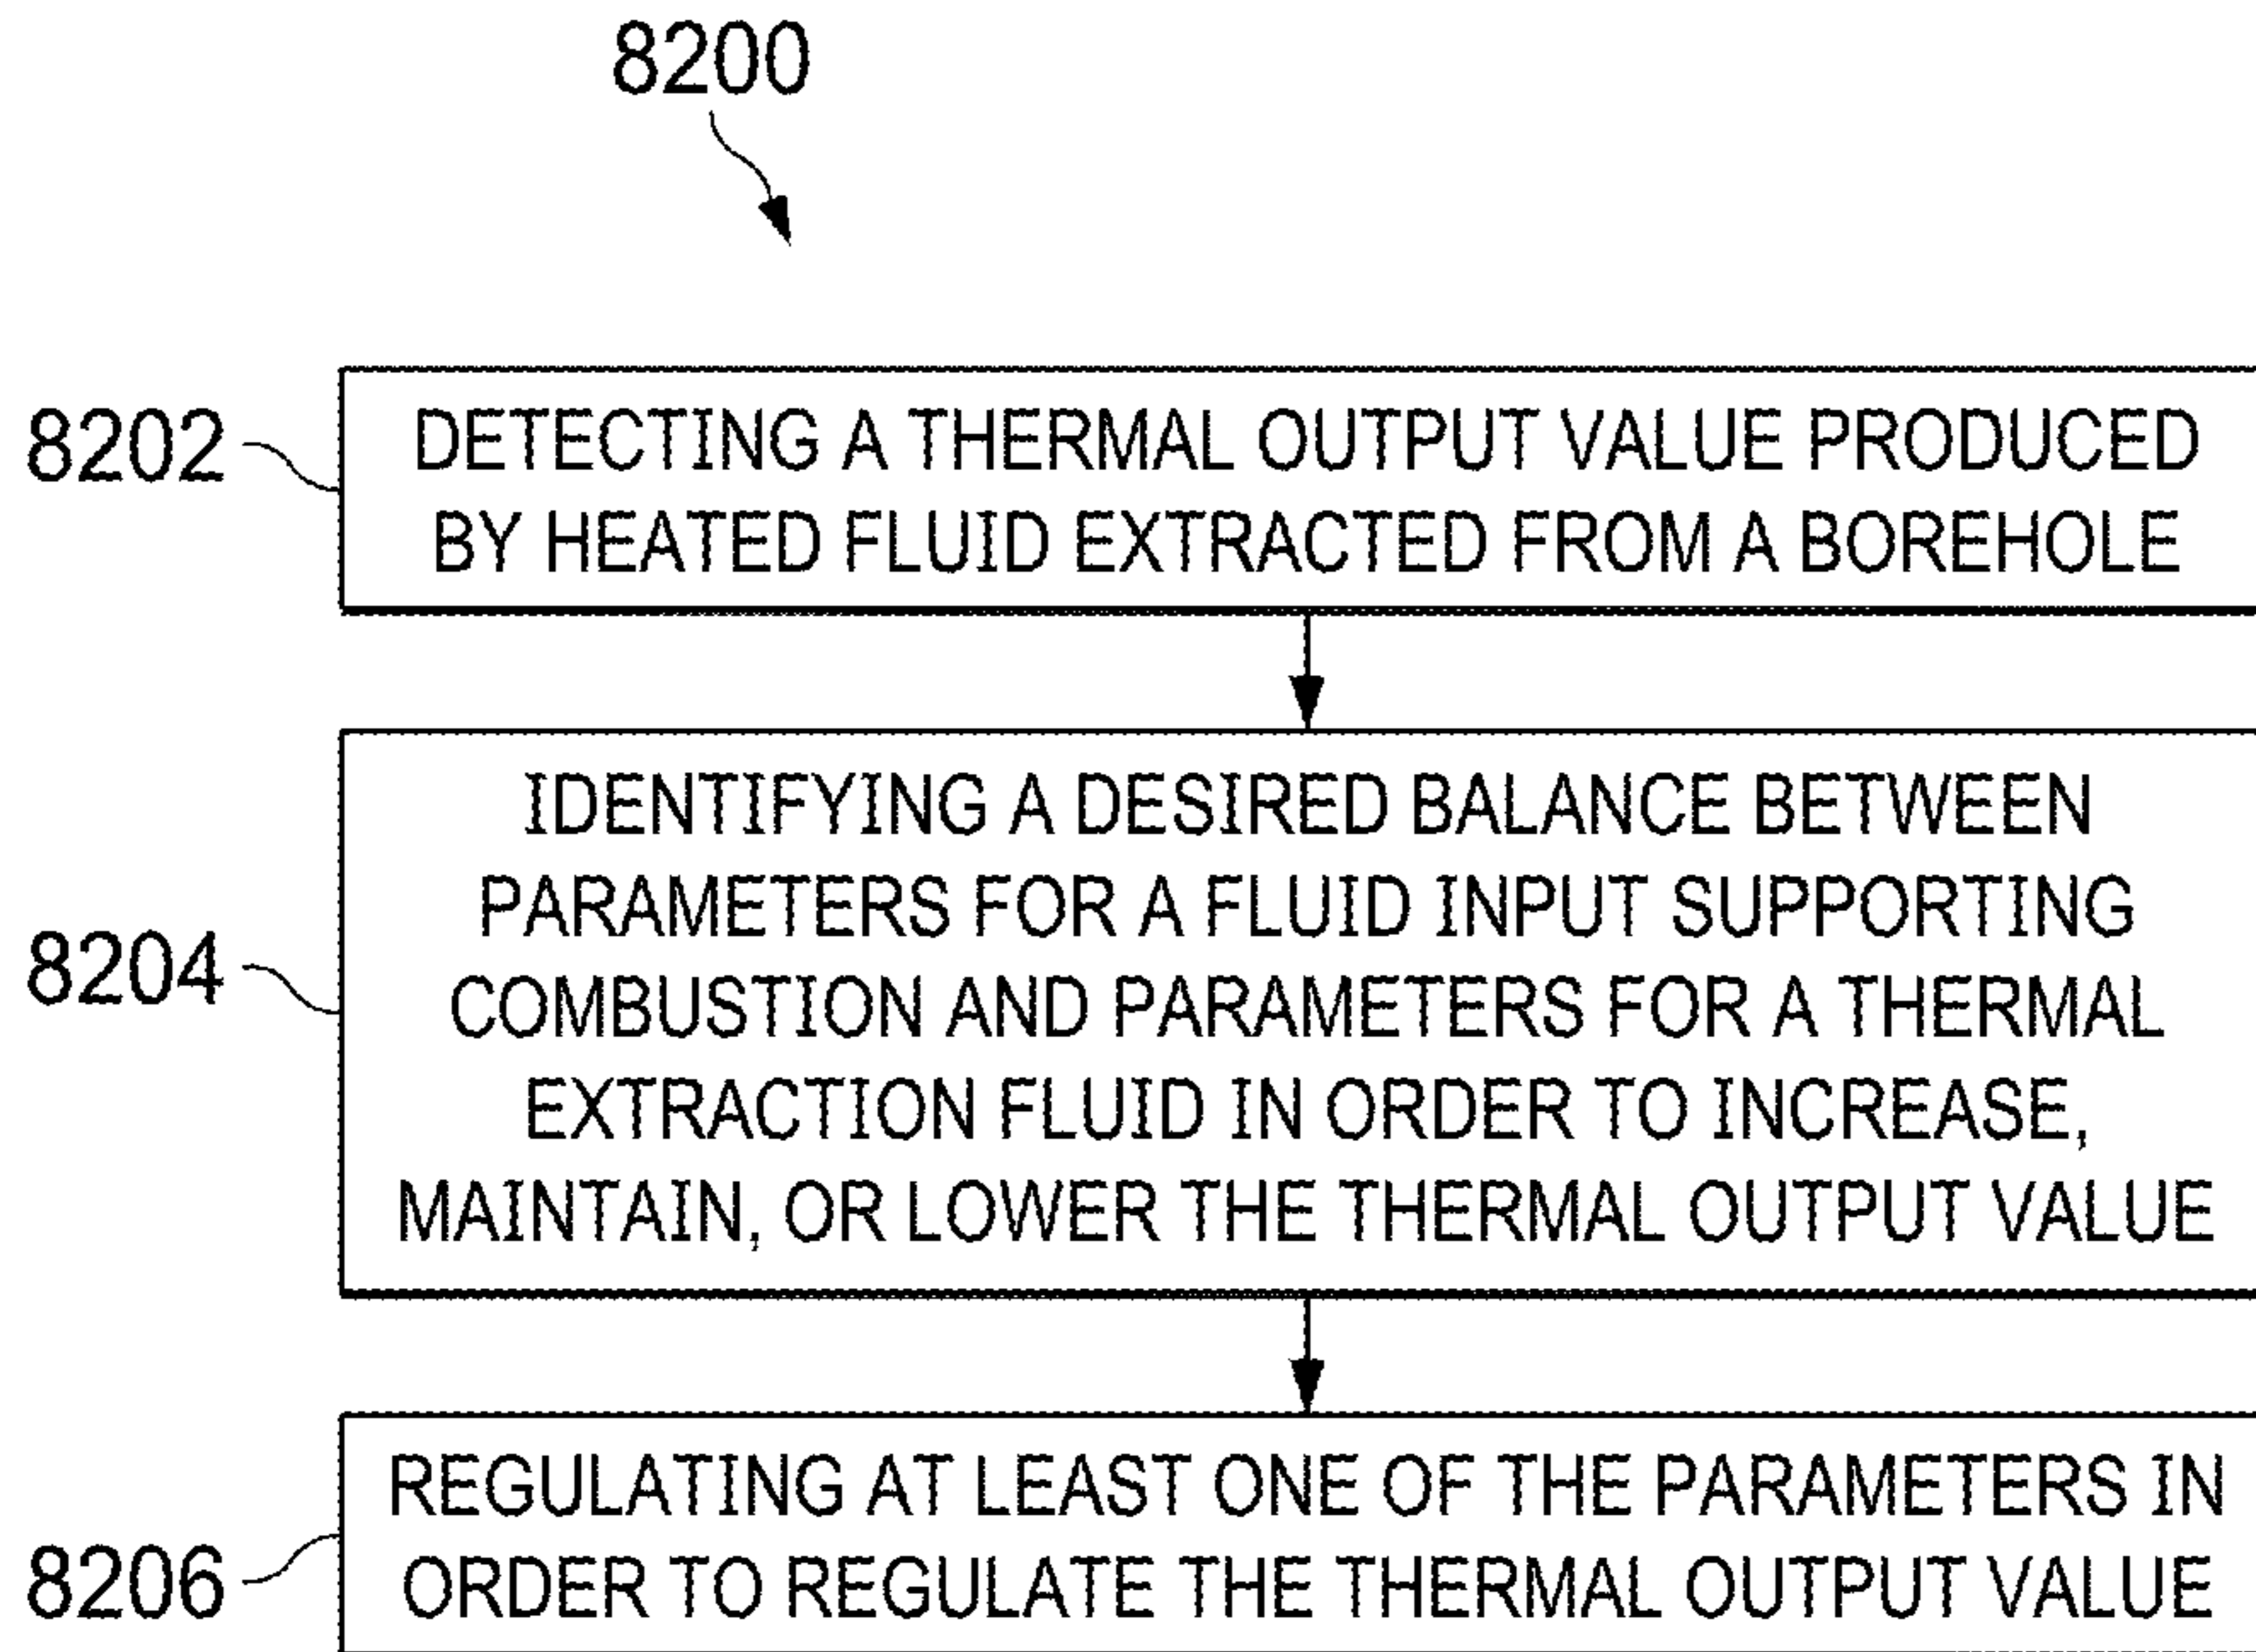 8200
8202
DETECTING A THERMAL OUTPUT VALUE PRODUCED
BY HEATED FLUID EXTRACTED FROM A BOREHOLE
8204
IDENTIFYING A DESIRED BALANCE BETWEEN
PARAMETERS FOR A FLUID INPUT SUPPORTING
COMBUSTION AND PARAMETERS FOR A THERMAL
EXTRACTION FLUID IN ORDER TO INCREASE,
MAINTAIN, OR LOWER THE THERMAL OUTPUT VALUE
8206
REGULATING AT LEAST ONE OF THE PARAMETERS IN
ORDER TO REGULATE THE THERMAL OUTPUT VALUE